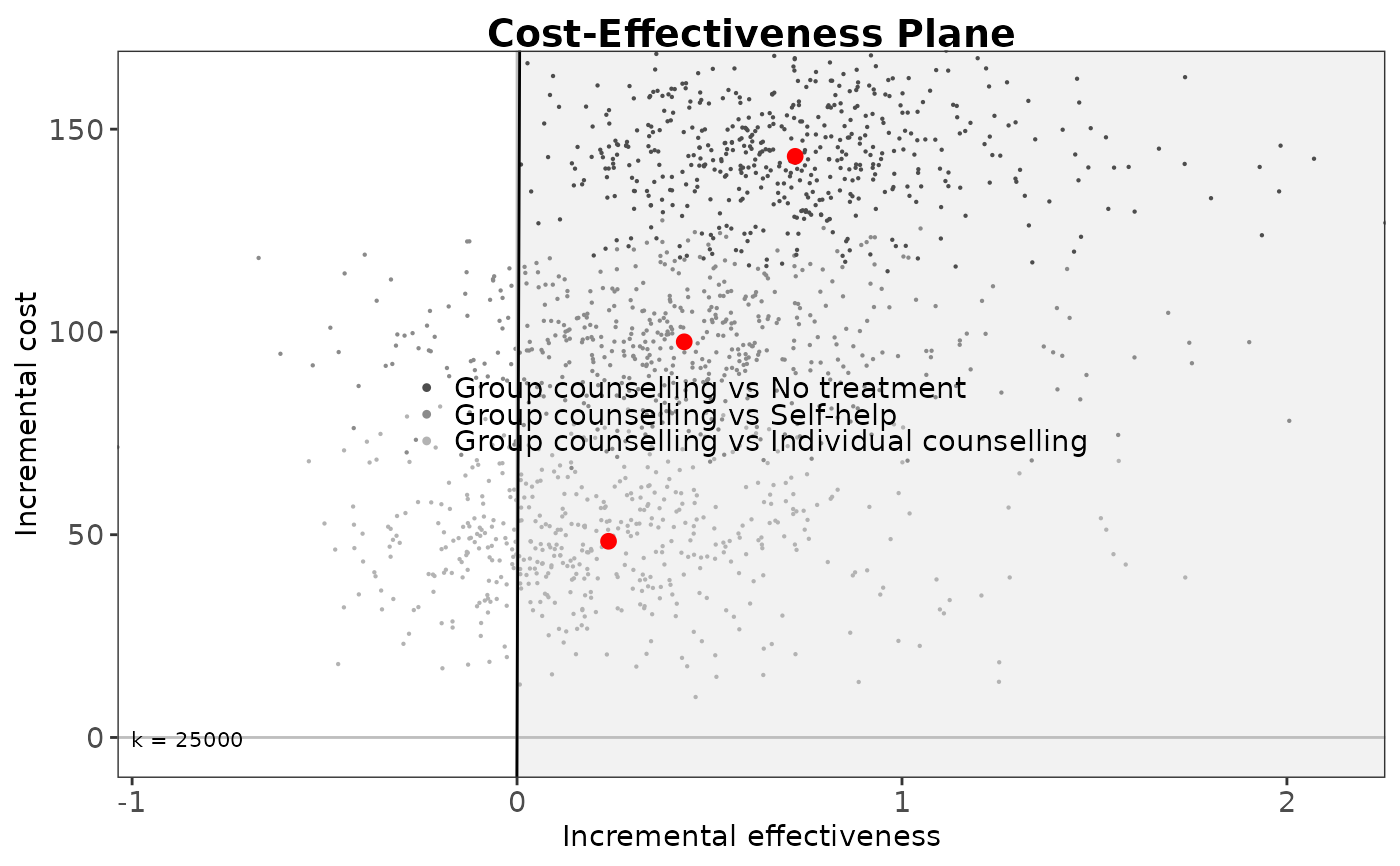 Cost-Effectiveness Plane
150
100
50
0
Incremental cost
Group counselling vs No treatment
Group counselling vs Self-help
Group counselling vs Individual counselling
k = 25000
-1
0
1
2
Incremental effectiveness